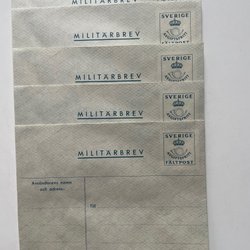 MILITÄRBREV
SVERIGE
FÄLTPOST
MILITÄRBREV
SVERIGE
FÄLTPOST
MILITÄRBREV
SVERIGE
FÄLTPOST
MILITÄRBREV
SVERIGE
FÄLTPOST
Avsändarens namn
och adress:
Till